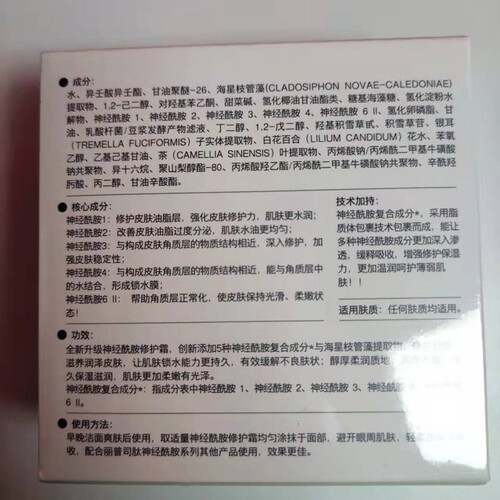 成分：
水、异壬酸异壬酯、甘油聚醚-26、海星枝管藻(CLADOSIPHON NOVAE-CALEDONIAE)
提取物、1,2-己二醇、对羟基苯乙酮、甜菜碱、氢化椰油甘油酯类、糖基海藻糖、氢化淀粉水
解物、神经酰胺 1、神经酰胺 2、神经酰胺 3、神经酰胺 4、神经酰胺 6 II、氢化卵磷脂、甘
油、乳酸杆菌/豆浆发酵产物滤液、丁二醇、1,2-戊二醇、羟基积雪草甙、积雪草苷、银耳
(TREMELLA FUCIFORMIS) 子实体提取物、白花百合 (LILIUM CANDIDUM) 花水、苯氧
乙醇、乙基己基甘油、茶 (CAMELLIA SINENSIS) 叶提取物、丙烯酸钠/丙烯酰二甲基牛磺酸
钠共聚物、异十六烷、聚山梨醇酯-80、丙烯酸羟乙酯/丙烯酰二甲基牛磺酸钠共聚物、辛酰羟
肟酸、丙二醇、甘油辛酸酯。
核心成分：
神经酰胺1：修护皮肤油脂层，强化皮肤修护力，肌肤更水润；
神经酰胺2：改善皮肤油脂过度分泌，肌肤水油更均匀；
神经酰胺3：与构成皮肤角质层的物质结构相近，深入修护，加
强皮肤稳定性；
神经酰胺4：与构成皮肤角质层的物质结构相近，能与角质层中
的水结合，形成锁水膜；
神经酰胺6 II：帮助角质层正常化，使皮肤保持光滑、柔嫩状
态！
技术加持：
神经酰胺复合成分*，采用脂
质体包裹技术包裹而成，能让
多种神经酰胺成分更加深入渗
透，缓释吸收，增强修护保湿
力，更加温润呵护薄弱肌
肤！！
适用肤质：任何肤质均适用。
功效：
全新升级神经酰胺修护霜，创新添加5种神经酰胺复合成分*与海星枝管藻提取物，
滋养润泽皮肤，让肌肤锁水能力更持久，有效缓解不良肤状；醇厚柔润质地，
久保湿滋润，肌肤更加柔嫩有光泽。
神经酰胺复合成分*：指成分表中神经酰胺 1、神经酰胺 2、神经酰胺 3、神经酰胺
6 II。
使用方法：
早晚洁面爽肤后使用，取适量神经酰胺修护霜均匀涂抹于面部，避开眼周肌肤，轻
收，配合丽普司肽神经酰胺系列其他产品使用，效果更佳。